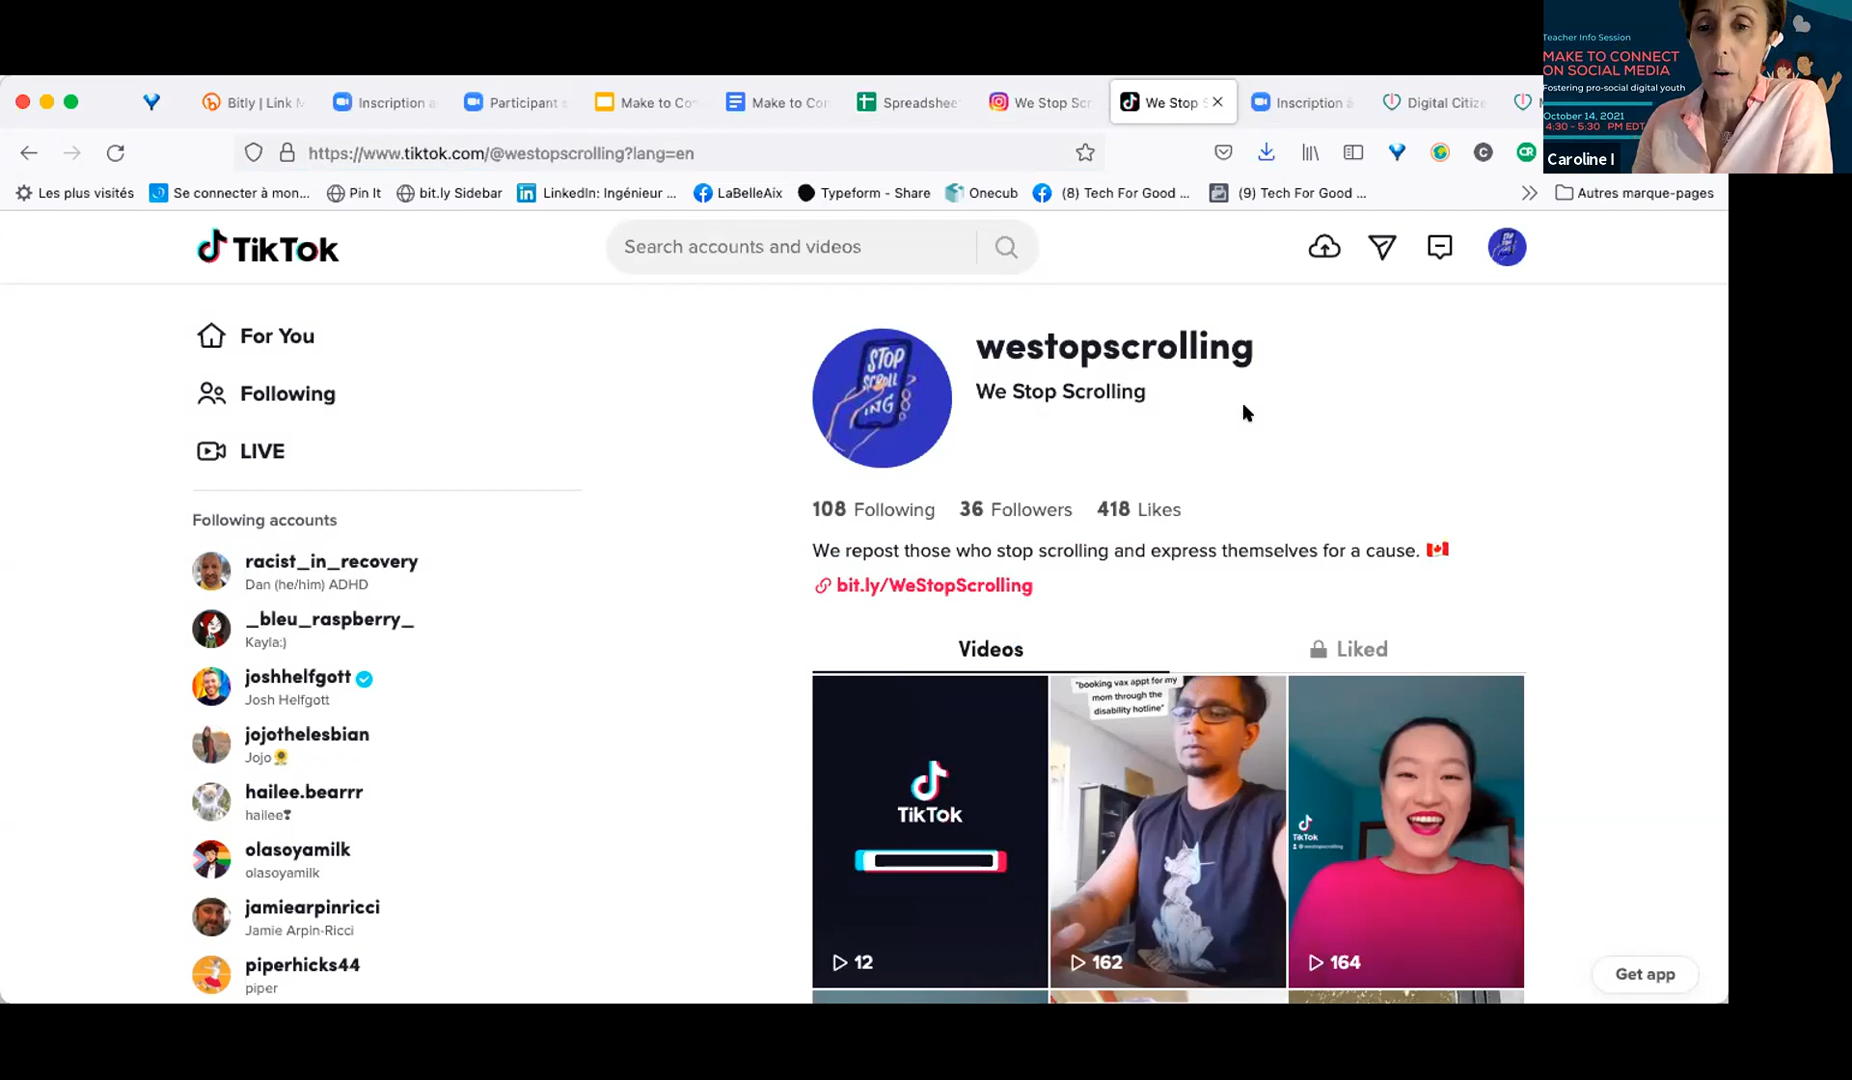 Teacher Info Session
MAKE TO CONNECT
ON SOCIAL MEDIA
Fostering pro-social digital youth
October 14, 2021
4:30 - 5:30 PM EDT
Caroline I
Bitly | Link
Inscription
Participant
Make to Co
Make to Con
Spreadshee
We Stop Scr
We Stop
Inscription
Digital Citize
https://www.tiktok.com/@westopscrolling?lang=en
C
CR
Les plus visités
Se connecter à mon...
Pin It
bit.ly Sidebar
LinkedIn: Ingénieur ...
LaBelleAix
Typeform - Share
Onecub
(8) Tech For Good ...
(9) Tech For Good ...
Autres marque-pages
TikTok
Search accounts and videos
For You
Following
LIVE
Following accounts
racist_in_recovery
Dan (he/him) ADHD
_bleu_raspberry_
Kayla:)
joshhelfgott
Josh Helfgott
jojothelesbian
Jojo🌻
hailee.bearrr
hailee❣
olasoyamilk
olasoyamilk
jamiearpinricci
Jamie Arpin-Ricci
piperhicks44
piper
STOP
SCROLL
ING
westopscrolling
We Stop Scrolling
108 Following 36 Followers 418 Likes
We repost those who stop scrolling and express themselves for a cause. 🇨🇦
bit.ly/WeStopScrolling
Videos
Liked
TikTok
12
"booking vax appt for my
mom through the
disability hotline"
162
TikTok
@westopscrolling
164
Get app